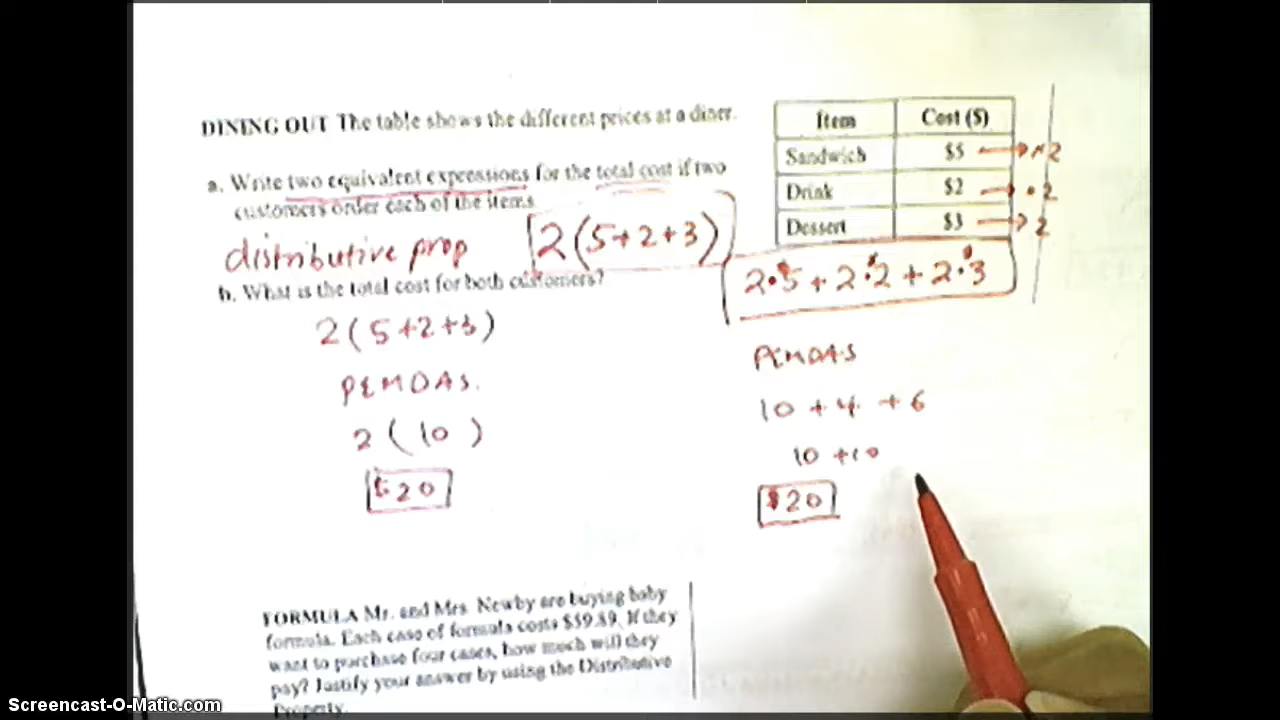 DINING OUT The table shows the different prices at a diner.
a. Write two equivalent expressions for the total cost if two
customers order each of the items.
distributive prop
2(5+2+3)
Item Cost ($)
Sandwich $5 2
Drink $2 • 2
Dessert $3 2
2•5 + 2•2 + 2•3
b. What is the total cost for both customers?
2(5+2+3)
PEMDAS.
2 ( 10 )
$20
PEMDAS
10 + 4 + 6
10 +10
$20
FORMULA Mr. and Mrs. Newby are buying baby
formula. Each case of formula costs $59.89. If they
want to purchase four cases, how much will they
pay? Justify your answer by using the Distributive
Property.
Screencast-O-Matic.com